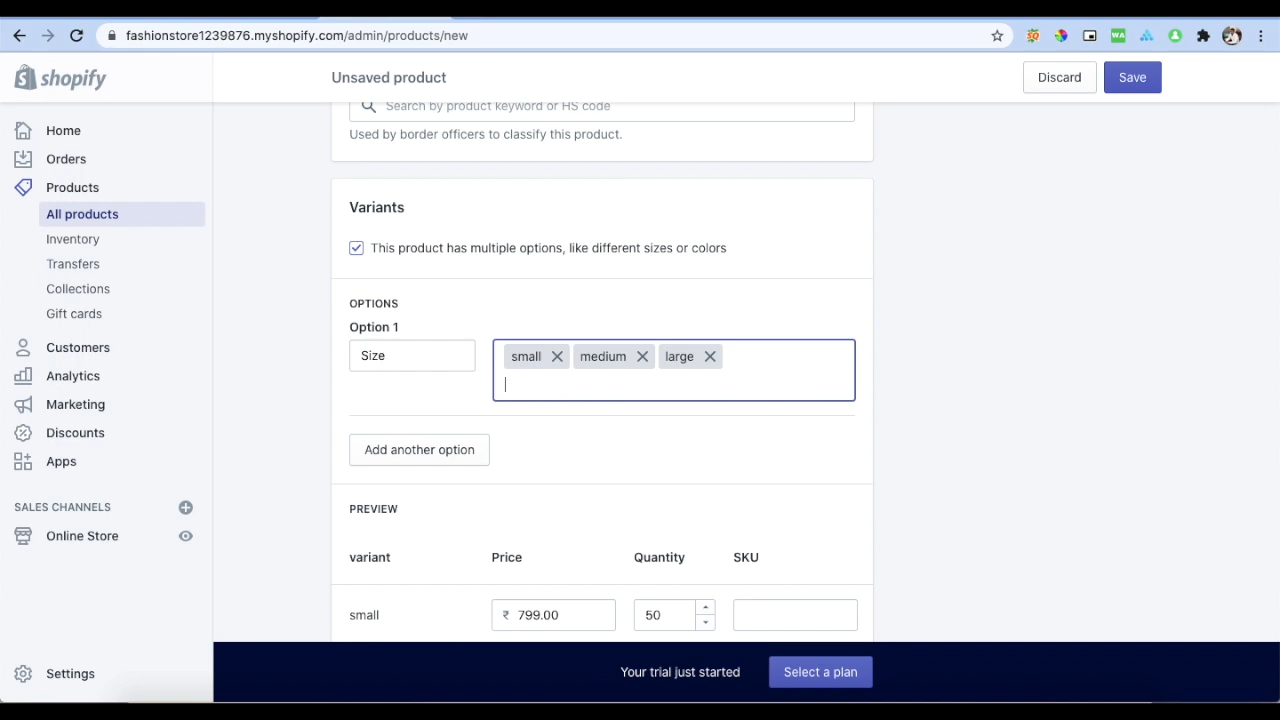 fashionstore1239876.myshopify.com/admin/products/new
WA
shopify
Unsaved product
Discard
Save
Home
Orders
Products
All products
Inventory
Transfers
Collections
Gift cards
Customers
Analytics
Marketing
Discounts
Apps
SALES CHANNELS
Online Store
Settings
Search by product keyword or HS code
Used by border officers to classify this product.
Variants
This product has multiple options, like different sizes or colors
OPTIONS
Option 1
Size
small medium large
Add another option
PREVIEW
variant Price Quantity SKU
small ₹ 799.00 50
Your trial just started
Select a plan